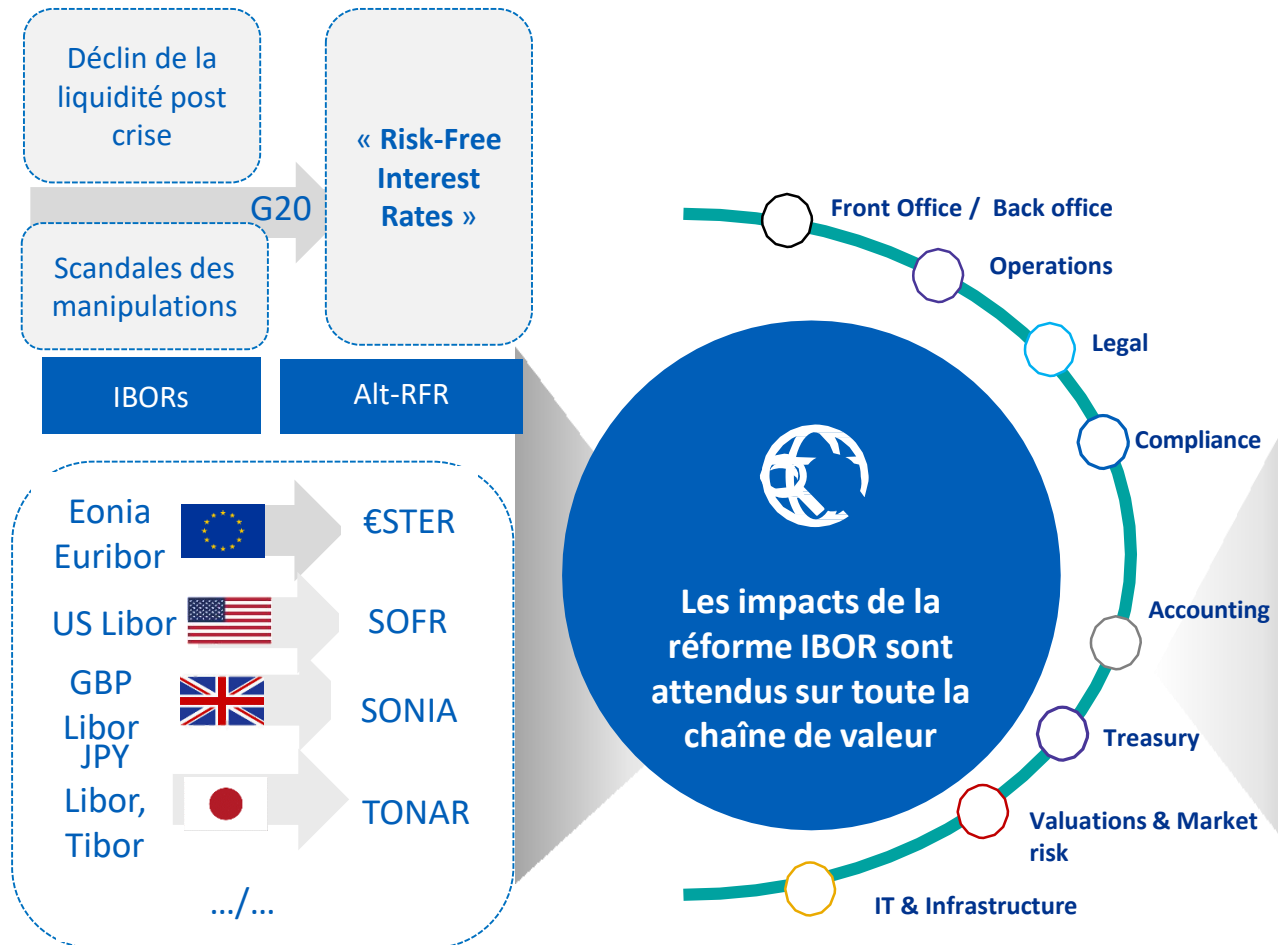 Déclin de la
liquidité post
crise
« Risk-Free
Interest
Rates »
G20
Scandales des
manipulations
IBORs
Alt-RFR
Eonia
Euribor
€STER
US Libor
SOFR
GBP
Libor
SONIA
JPY
Libor,
Tibor
TONAR
.../...
Les impacts de la
réforme IBOR sont
attendus sur toute la
chaîne de valeur
Front Office / Back office
Operations
Legal
Compliance
Accounting
Treasury
Valuations & Market
risk
IT & Infrastructure